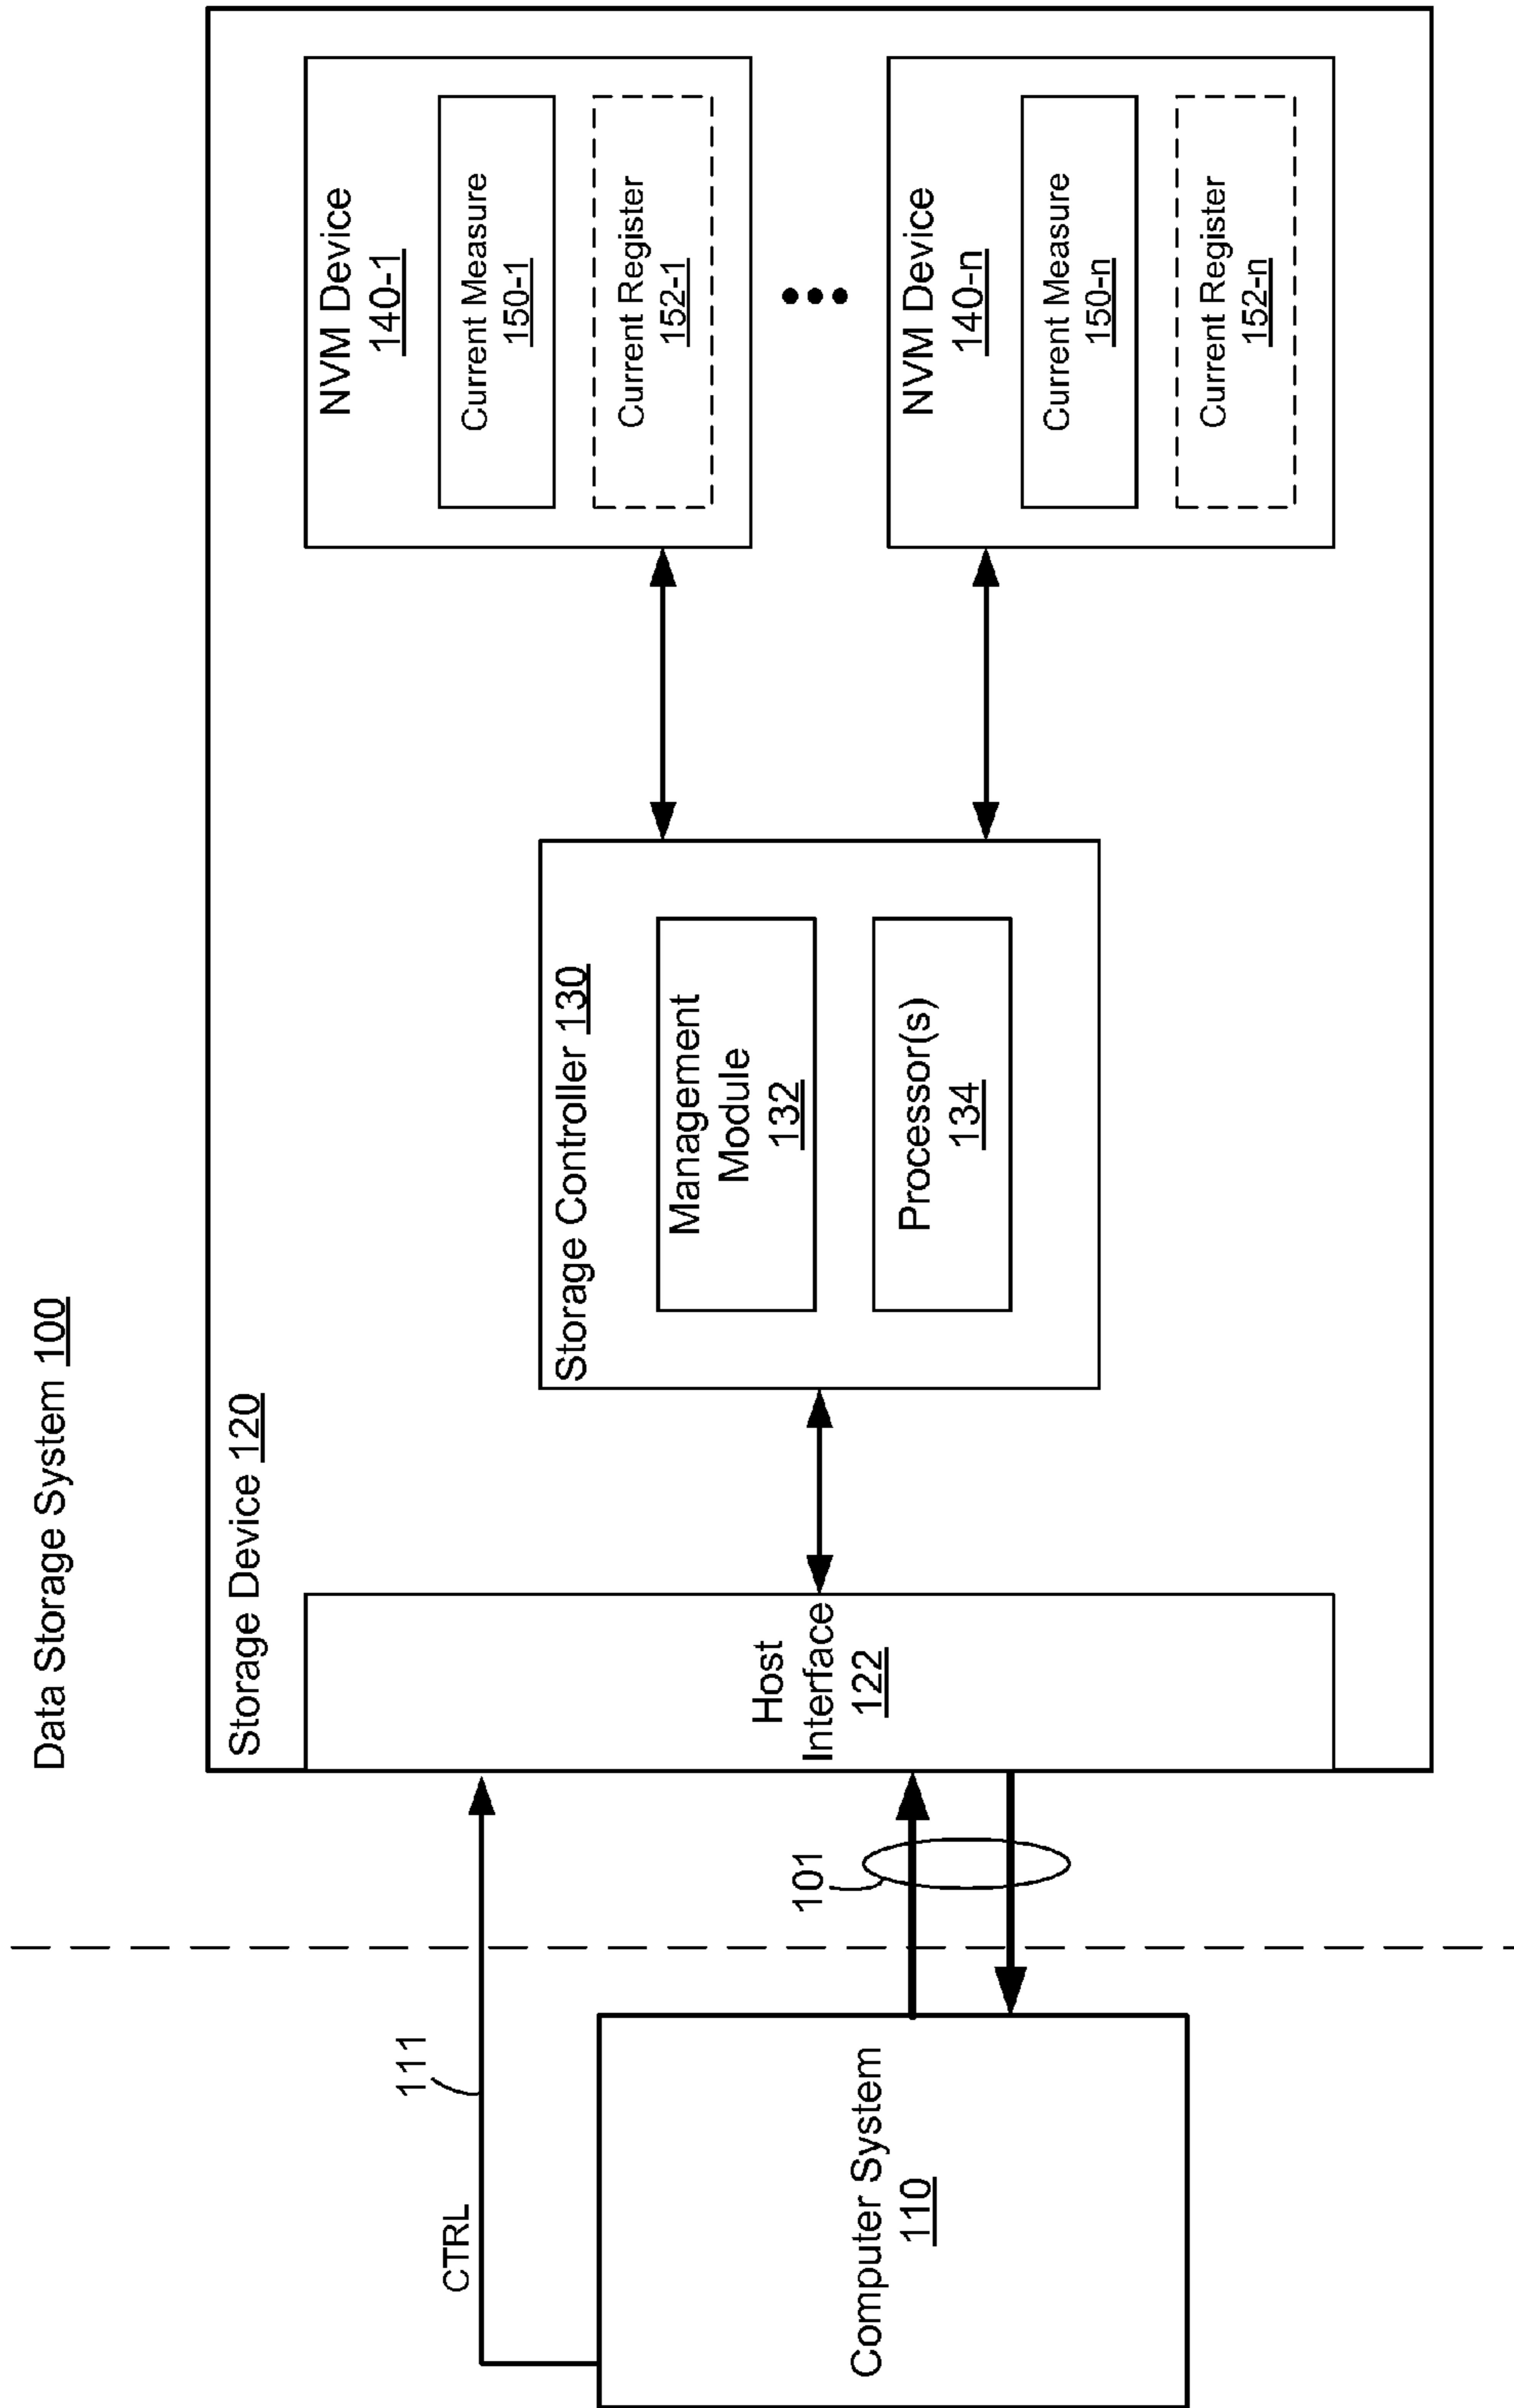 Data Storage System 100
Storage Device 120
CTRL
111
Computer System
110
101
Host
Interface
122
Storage Controller 130
Management
Module
132
Processor(s)
134
NVM Device
140-1
Current Measure
150-1
Current Register
152-1
NVM Device
140-n
Current Measure
150-n
Current Register
152-n